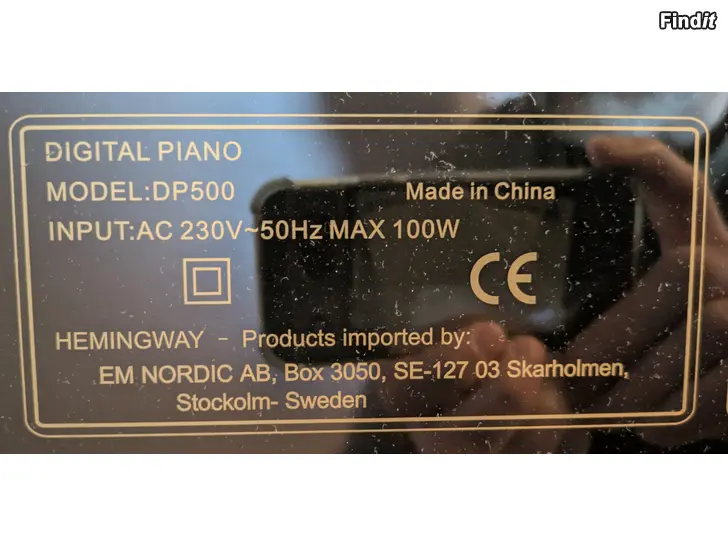 Findit
DIGITAL PIANO
MODEL:DP500
Made in China
INPUT:AC 230V~50Hz MAX 100W
CE
HEMINGWAY - Products imported by:
EM NORDIC AB, Box 3050, SE-127 03 Skarholmen,
Stockolm- Sweden